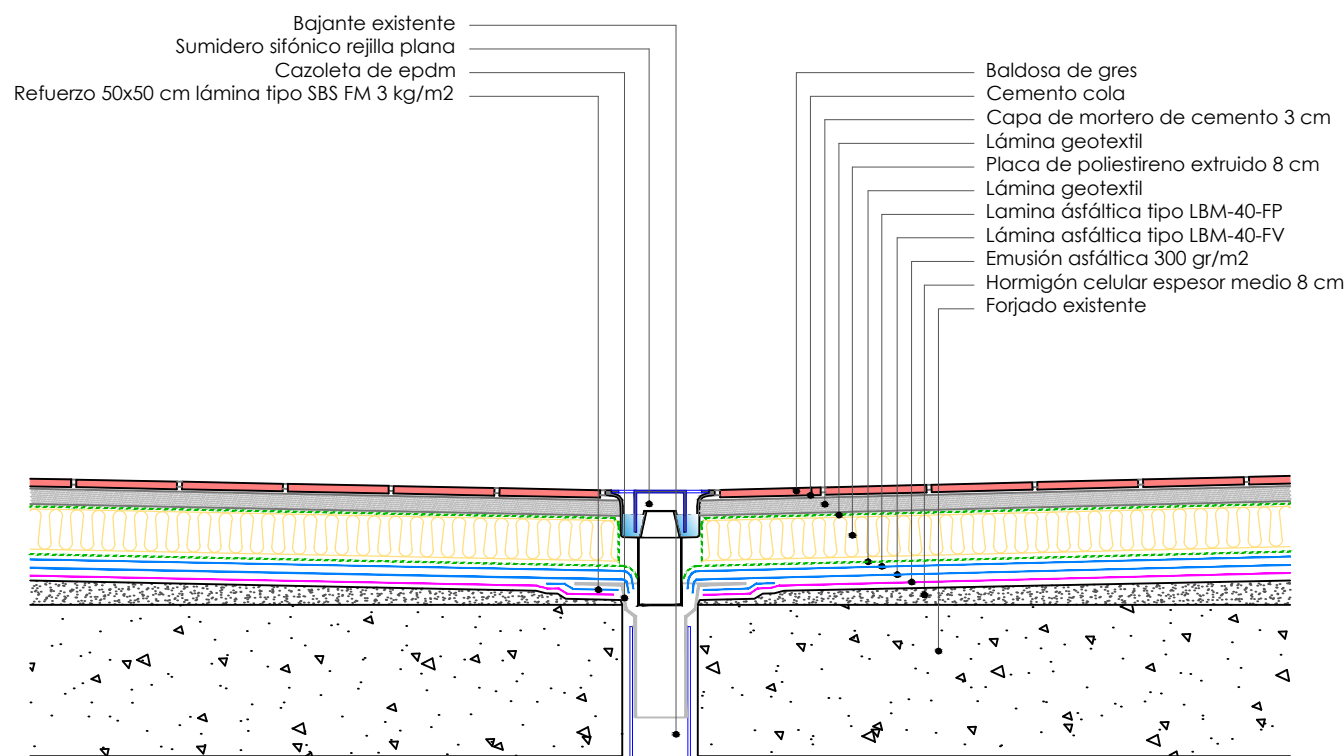 Bajante existente
Sumidero sifónico rejilla plana
Cazoleta de epdm
Refuerzo 50x50 cm lámina tipo SBS FM 3 kg/m2
Baldosa de gres
Cemento cola
Capa de mortero de cemento 3 cm
Lámina geotextil
Placa de poliestireno extruido 8 cm
Lámina geotextil
Lamina ásfáltica tipo LBM-40-FP
Lámina asfáltica tipo LBM-40-FV
Emusión asfáltica 300 gr/m2
Hormigón celular espesor medio 8 cm
Forjado existente